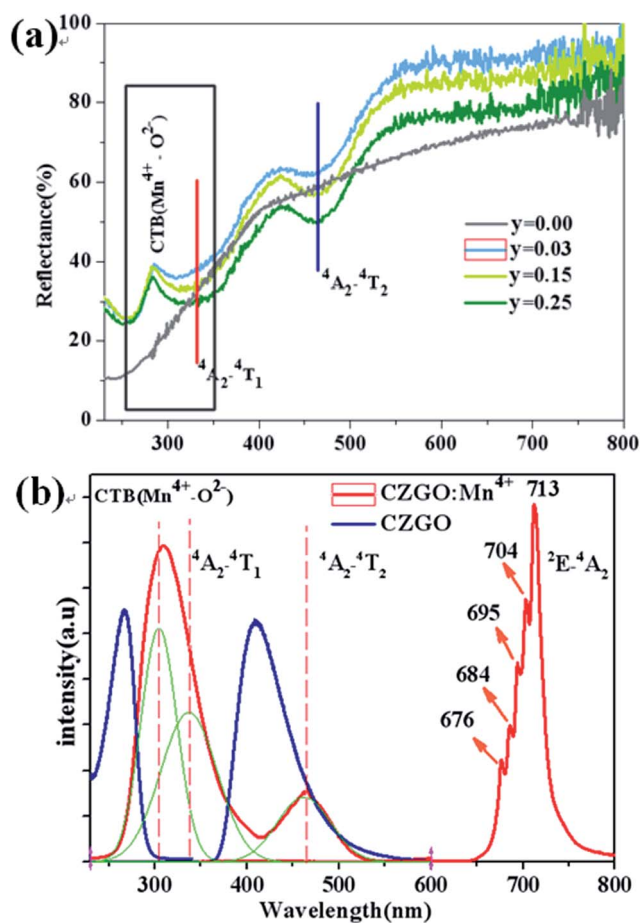 (a)↵
100
80
60
40
20
0
Reflectance(%)
CTB(Mn⁴⁺ - O²⁻)
⁴A₂-⁴T₁
⁴A₂-⁴T₂
y=0.00
y=0.03
y=0.15
y=0.25
300 400 500 600 700 800
(b)↵
CTB(Mn⁴⁺-O²⁻)
CZGO:Mn⁴⁺
CZGO
⁴A₂-⁴T₁
⁴A₂-⁴T₂
²E-⁴A₂
713
704
695
684
676
intensity(a.u)
300 400 500 600 700 800
Wavelength(nm)